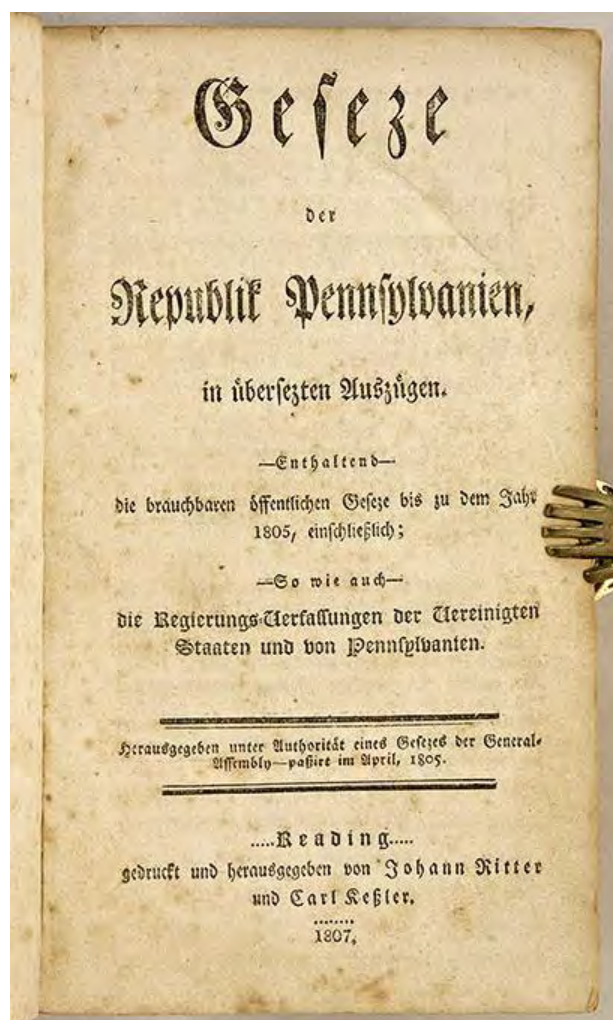 Geseze
der
Republik Pennsylvanien,
in übersezten Auszügen.
—Enthaltend—
die brauchbaren öffentlichen Geseze bis zu dem Jahr
1805, einschließlich;
—So wie auch—
die Regierungs-Verfassungen der Vereinigten
Staaten und von Pennsylvanien.
Herausgegeben unter Authorität eines Gesetzes der General-
Assembly—paßirt im April, 1805.
.....Reading.....
gedruckt und herausgegeben von Johann Ritter
und Carl Keßler.
........
1807.